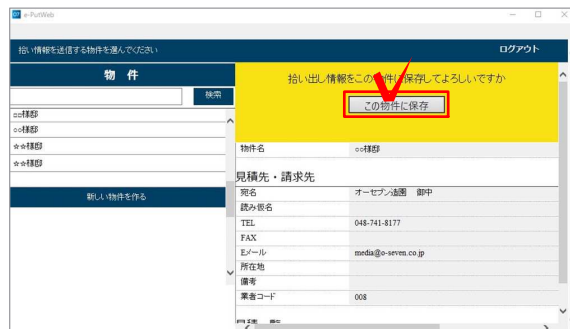 e-PotWeb
拾い情報を送信する物件を選んでください
ログアウト
物 件
検索
○○様邸
○○様邸
☆☆様邸
☆☆様邸
新しい物件を作る
拾い出し情報をこの物件に保存してよろしいですか
この物件に保存
物件名 ○○様邸
見積先・請求先
宛名 オーセブン造園 御中
読み仮名
TEL 048-741-8177
FAX
Eメール media@o-seven.co.jp
所在地
備考
業者コード 008